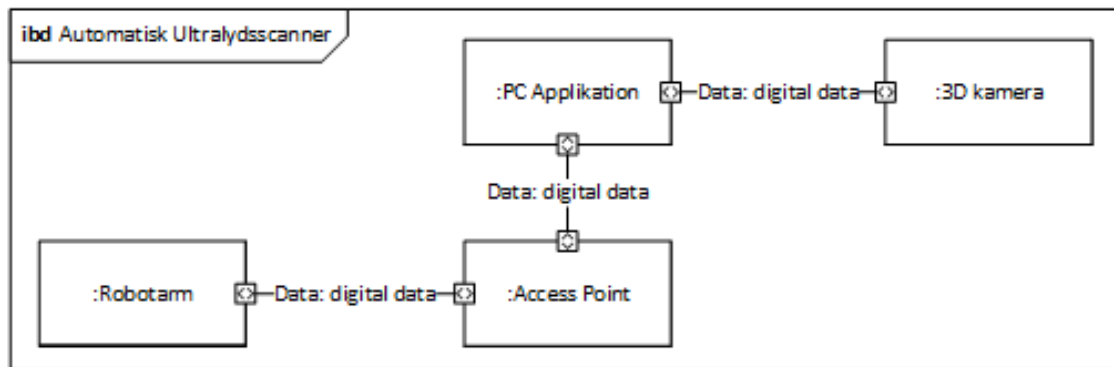 ibd Automatisk Ultralydsscanner
:PC Applikation
Data: digital data
:3D kamera
Data: digital data
:Robotarm
Data: digital data
:Access Point